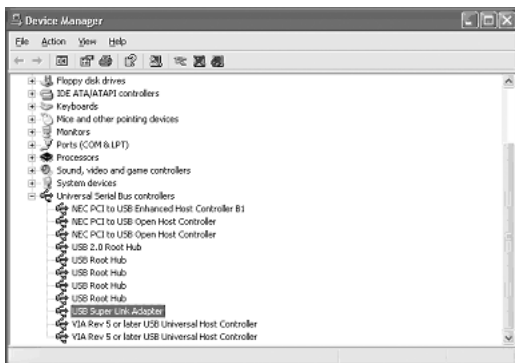 Device Manager
File Action View Help
Floppy disk drives
IDE ATA/ATAPI controllers
Keyboards
Mice and other pointing devices
Monitors
Ports (COM & LPT)
Processors
Sound, video and game controllers
System devices
Universal Serial Bus controllers
NEC PCI to USB Enhanced Host Controller B1
NEC PCI to USB Open Host Controller
NEC PCI to USB Open Host Controller
USB 2.0 Root Hub
USB Root Hub
USB Root Hub
USB Root Hub
USB Root Hub
USB Super Link Adapter
VIA Rev 5 or later USB Universal Host Controller
VIA Rev 5 or later USB Universal Host Controller